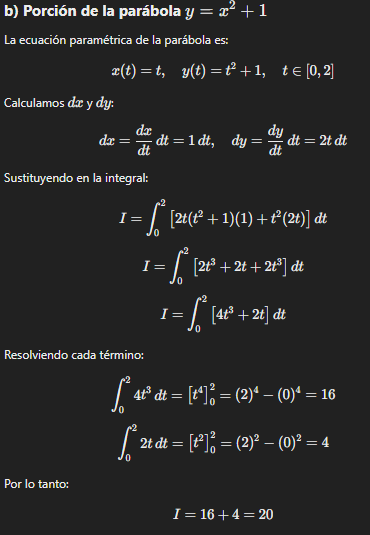 b) Porción de la parábola y = x² + 1
La ecuación paramétrica de la parábola es:
x(t) = t, y(t) = t² + 1, t ∈ [0, 2]
Calculamos dx y dy:
dx = dx/dt dt = 1 dt, dy = dy/dt dt = 2t dt
Sustituyendo en la integral:
I = ∫₀² [2t(t² + 1)(1) + t²(2t)] dt
I = ∫₀² [2t³ + 2t + 2t³] dt
I = ∫₀² [4t³ + 2t] dt
Resolviendo cada término:
∫₀² 4t³ dt = [t⁴]₀² = (2)⁴ − (0)⁴ = 16
∫₀² 2t dt = [t²]₀² = (2)² − (0)² = 4
Por lo tanto:
I = 16 + 4 = 20